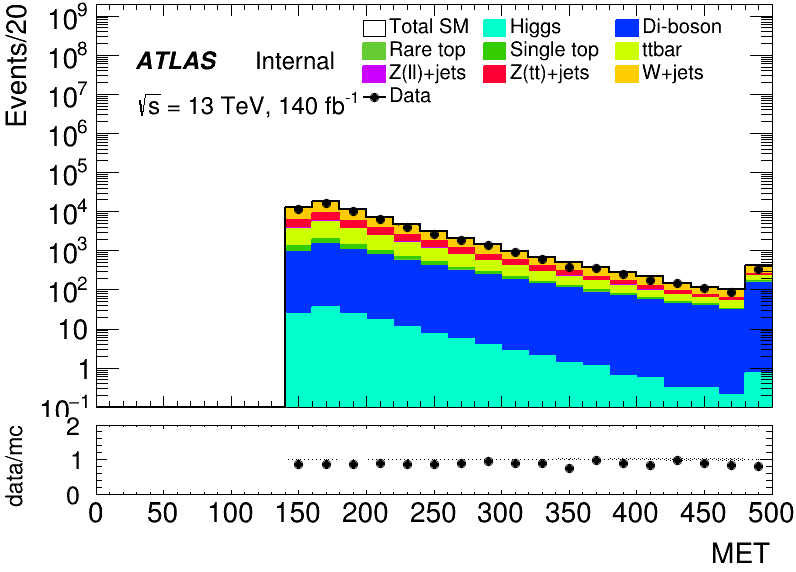 Events/20
10⁹
10⁸
10⁷
10⁶
10⁵
10⁴
10³
10²
10
1
10⁻¹
ATLAS Internal
√s = 13 TeV, 140 fb⁻¹
Total SM Higgs Di-boson
Rare top Single top ttbar
Z(ll)+jets Z(tt)+jets W+jets
Data
data/mc
2
1
0
0 50 100 150 200 250 300 350 400 450 500
MET